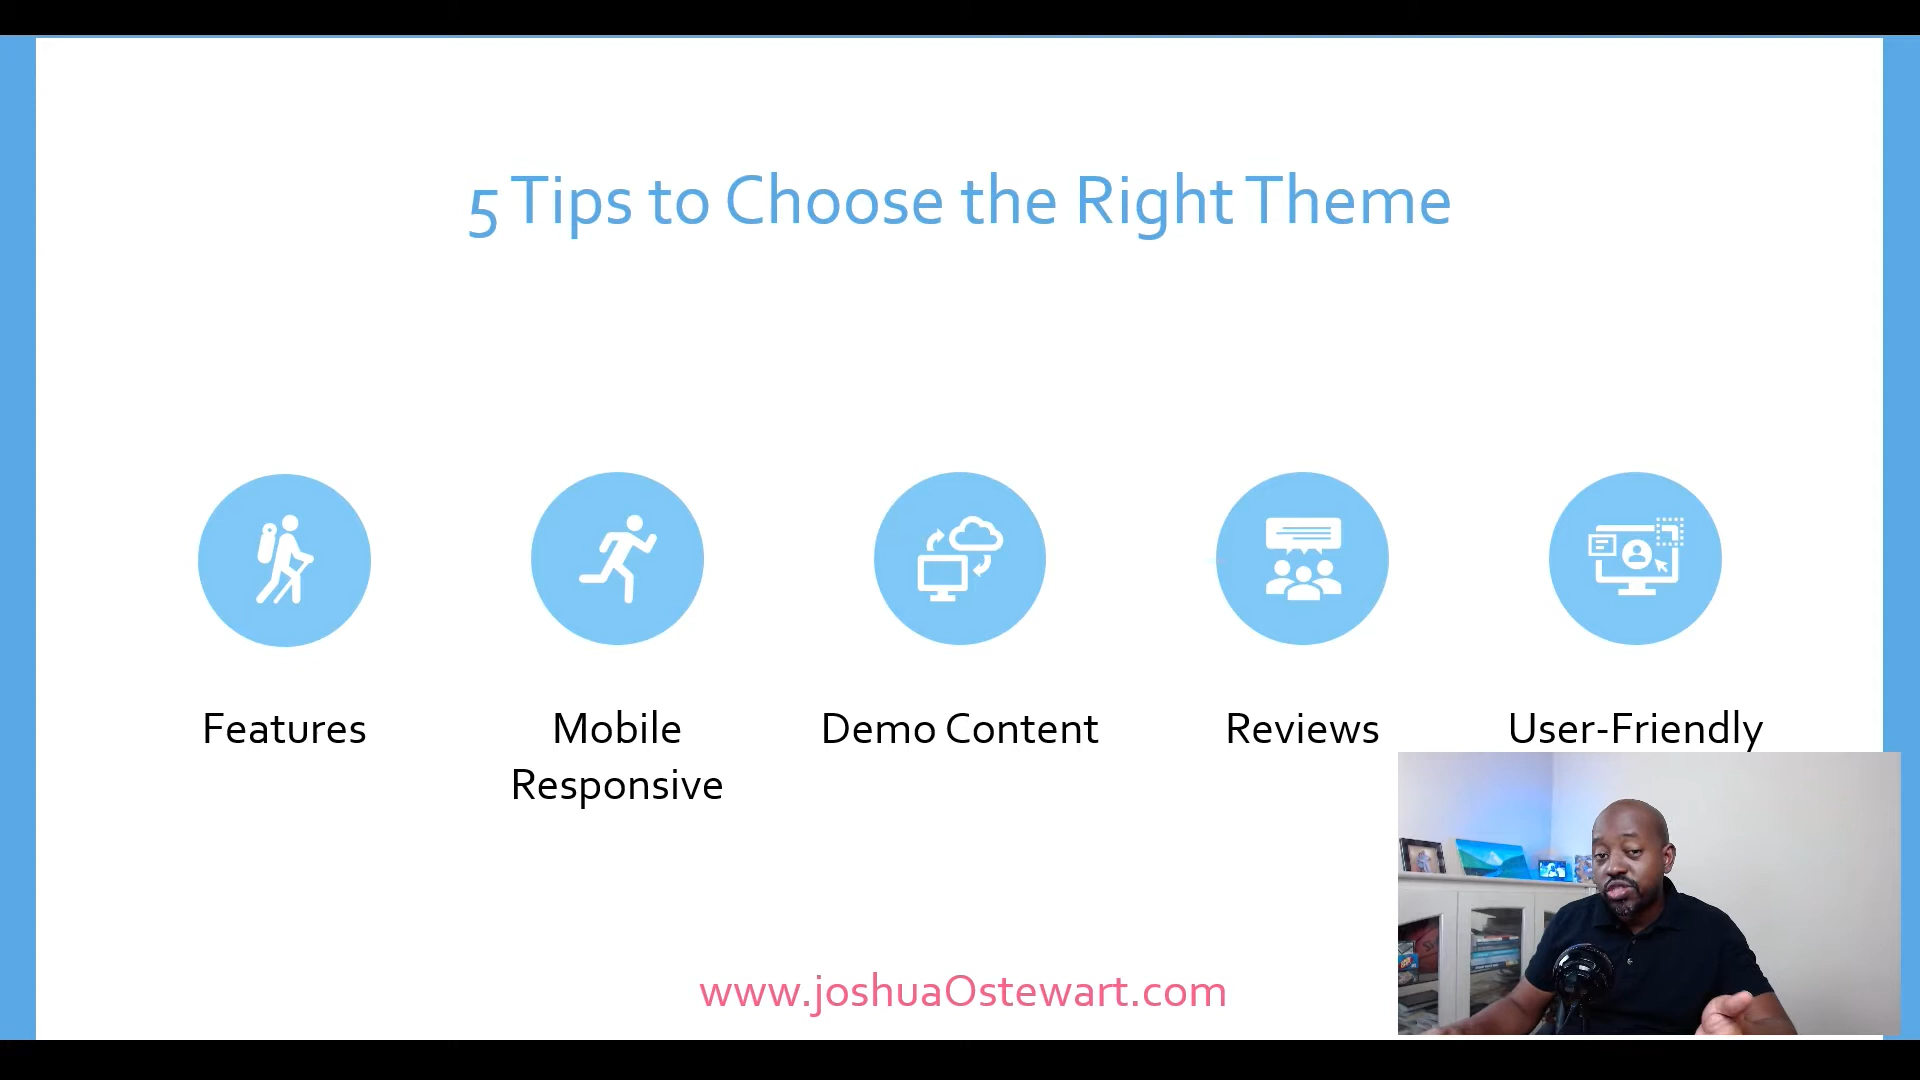 5 Tips to Choose the Right Theme
Features
Mobile
Responsive
Demo Content
Reviews
User-Friendly
www.joshuaOstewart.com